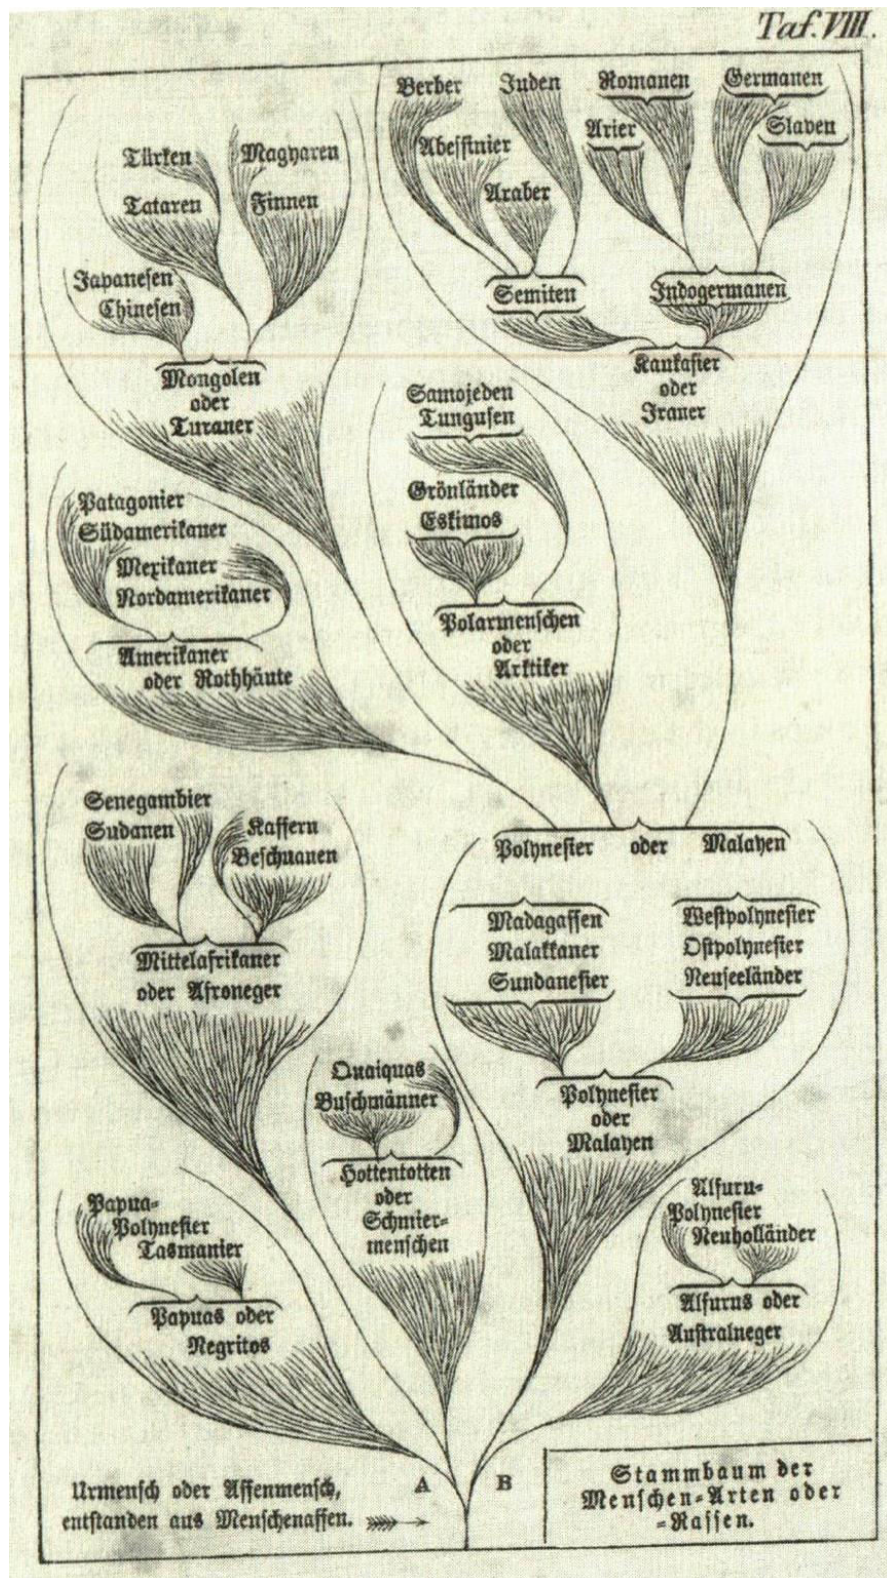 Taf. VIII.
Berber
Juden
Romanen
Germanen
Abessinier
Arier
Slaven
Araber
Semiten
Indogermanen
Kaukasier
oder
Iraner
Türken
Magyaren
Tataren
Finnen
Japanesen
Chinesen
Mongolen
oder
Turaner
Samojeden
Tungusen
Grönländer
Eskimos
Polarmenschen
oder
Arktiker
Patagonier
Südamerikaner
Mexikaner
Nordamerikaner
Amerikaner
oder Rothhäute
Senegambier
Sudanen
Kaffern
Beschuanen
Mittelafrikaner
oder Afroneger
Polynesier oder Malayen
Madagassen
Malakkaner
Sundanesier
Westpolynesier
Ostpolynesier
Neuseeländer
Polynesier
oder
Malayen
Quaiquas
Buschmänner
Hottentotten
oder
Schmier-
menschen
Papua-
Polynesier
Tasmanier
Papuas oder
Negritos
Alfuru-
Polynesier
Neuholländer
Alfurus oder
Australneger
A
B
Urmensch oder Affenmensch,
entstanden aus Menschenaffen.
Stammbaum der
Menschen-Arten oder
-Rassen.